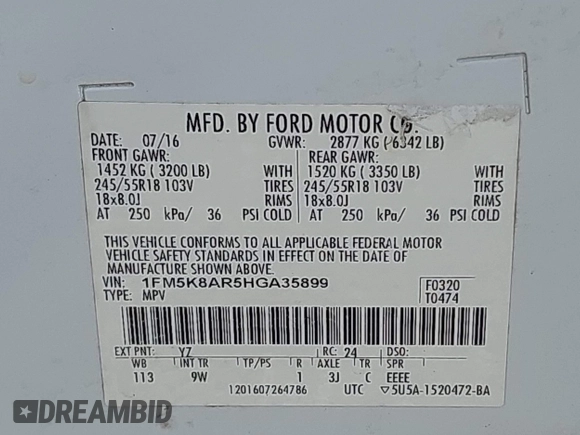 MFD. BY FORD MOTOR CO.
DATE: 07/16 GVWR: 2877 KG ( 6342 LB)
FRONT GAWR: REAR GAWR:
1452 KG ( 3200 LB) WITH 1520 KG ( 3350 LB) WITH
245/55R18 103V TIRES 245/55R18 103V TIRES
18x8.0J RIMS 18x8.0J RIMS
AT 250 kPa/ 36 PSI COLD AT 250 kPa/ 36 PSI COLD
THIS VEHICLE CONFORMS TO ALL APPLICABLE FEDERAL MOTOR
VEHICLE SAFETY STANDARDS IN EFFECT ON THE DATE OF
MANUFACTURE SHOWN ABOVE.
VIN: 1FM5K8AR5HGA35899 F0320
TYPE: MPV T0474
EXT PNT: YZ RC: 24 DSO:
WB INT TR TP/PS R AXLE TR SPR
113 9W 1 3J C EEEE
1201607264786 UTC ▽5U5A-1520472-BA
DREAMBID